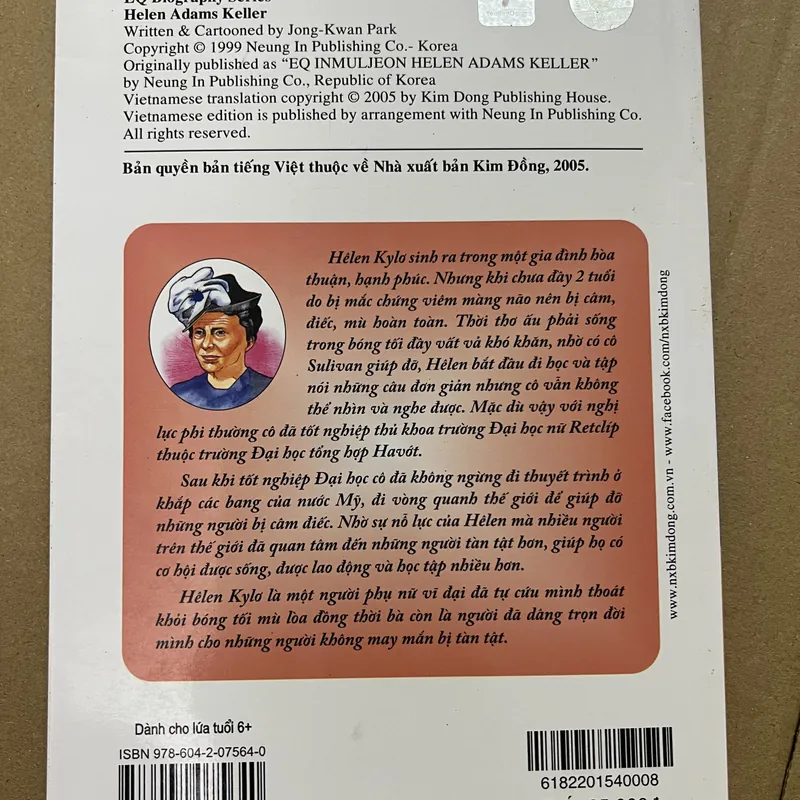 EQ Biography Series
Helen Adams Keller
Written & Cartooned by Jong-Kwan Park
Copyright © 1999 Neung In Publishing Co.- Korea
Originally published as “EQ INMULJEON HELEN ADAMS KELLER”
by Neung In Publishing Co., Republic of Korea
Vietnamese translation copyright © 2005 by Kim Dong Publishing House.
Vietnamese edition is published by arrangement with Neung In Publishing Co.
All rights reserved.
Bản quyền bản tiếng Việt thuộc về Nhà xuất bản Kim Đồng, 2005.
Hêlen Kylơ sinh ra trong một gia đình hòa
thuận, hạnh phúc. Nhưng khi chưa đầy 2 tuổi
do bị mắc chứng viêm màng não nên bị câm,
điếc, mù hoàn toàn. Thời thơ ấu phải sống
trong bóng tối đầy vất vả khó khăn, nhờ có cô
Sulivan giúp đỡ, Hêlen bắt đầu đi học và tập
nói những câu đơn giản nhưng cô vẫn không
thể nhìn và nghe được. Mặc dù vậy với nghị
lực phi thường cô đã tốt nghiệp thủ khoa trường Đại học nữ Retclíp
thuộc trường Đại học tổng hợp Havớt.
Sau khi tốt nghiệp Đại học cô đã không ngừng đi thuyết trình ở
khắp các bang của nước Mỹ, đi vòng quanh thế giới để giúp đỡ
những người bị câm điếc. Nhờ sự nỗ lực của Hêlen mà nhiều người
trên thế giới đã quan tâm đến những người tàn tật hơn, giúp họ có
cơ hội được sống, được lao động và học tập nhiều hơn.
Hêlen Kylơ là một người phụ nữ vĩ đại đã tự cứu mình thoát
khỏi bóng tối mù lòa đồng thời bà còn là người đã dàng trọn đời
mình cho những người không may mắn bị tàn tật.
www.nxbkimdong.com.vn - www.facebook.com/nxbkimdong
Dành cho lứa tuổi 6+
ISBN 978-604-2-07564-0
6182201540008